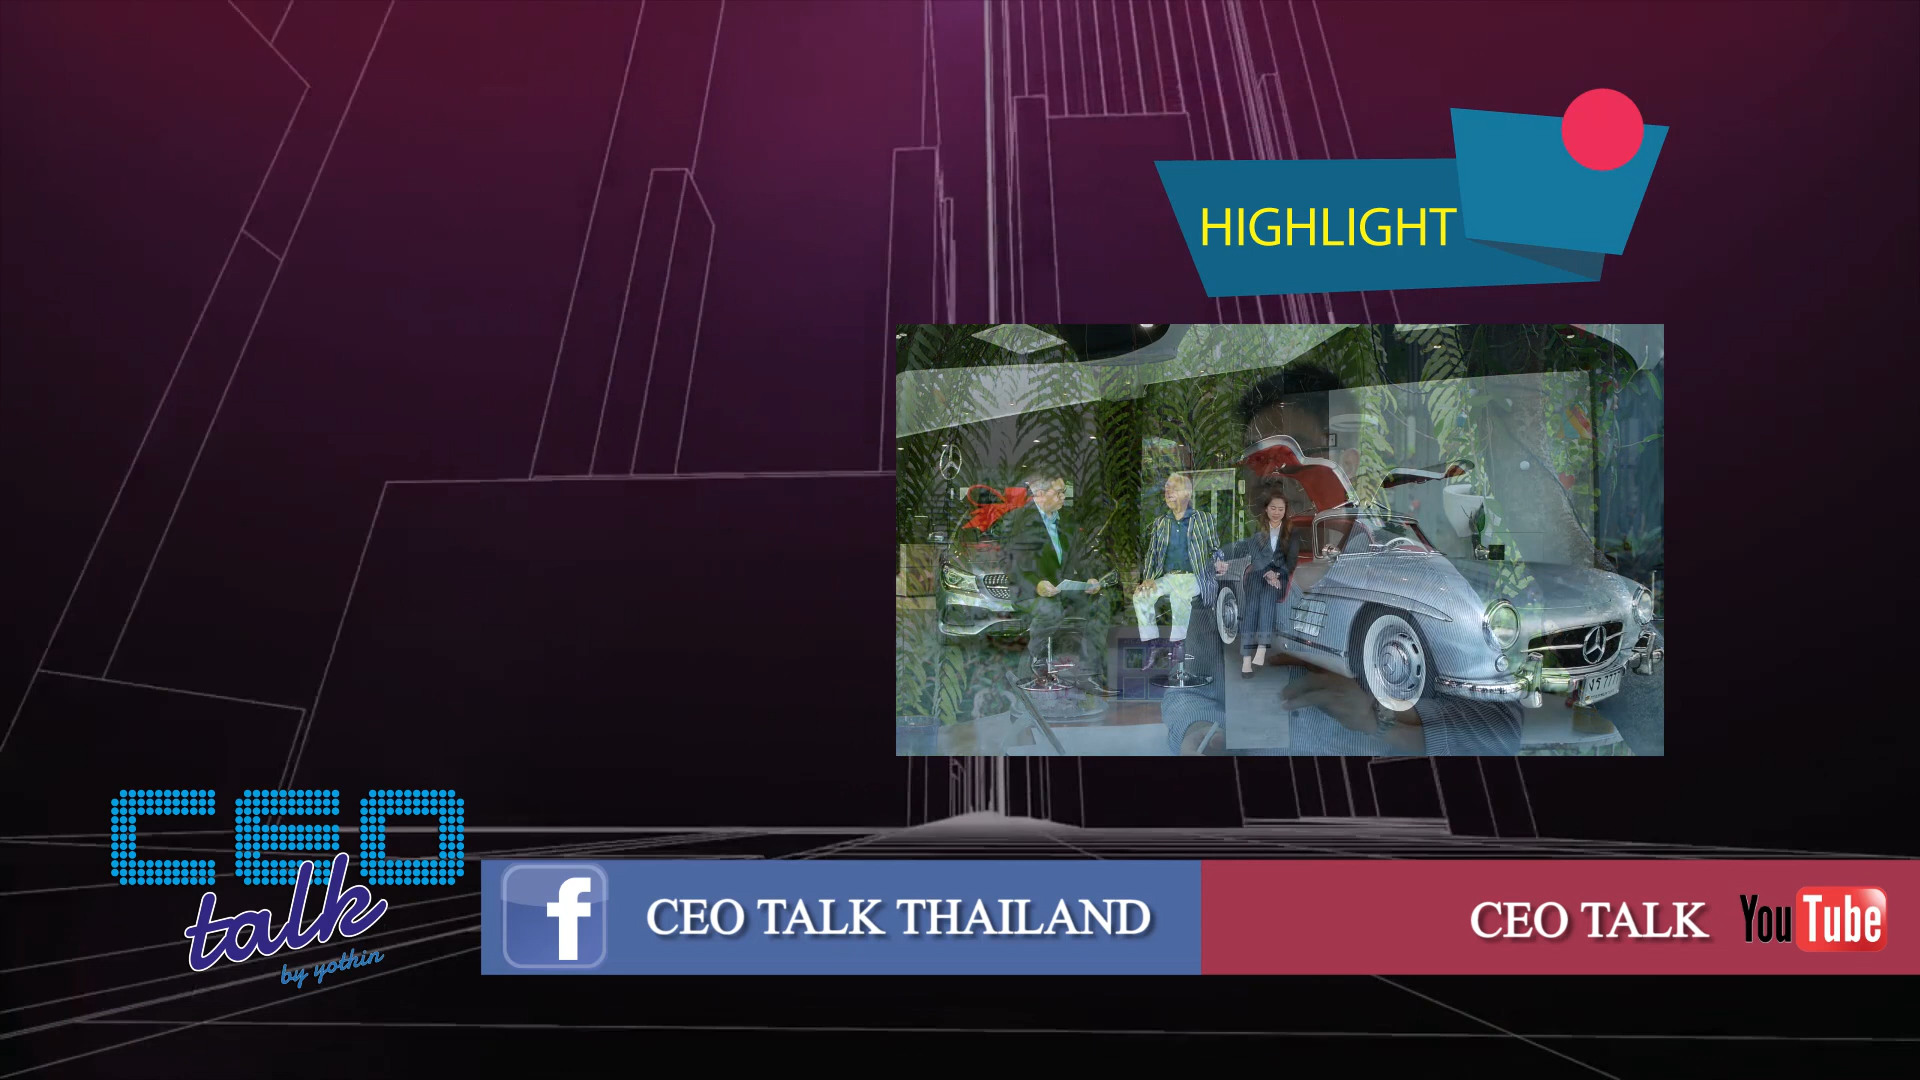 HIGHLIGHT
CEO
talk
by yothin
f
CEO TALK THAILAND
CEO TALK
YouTube